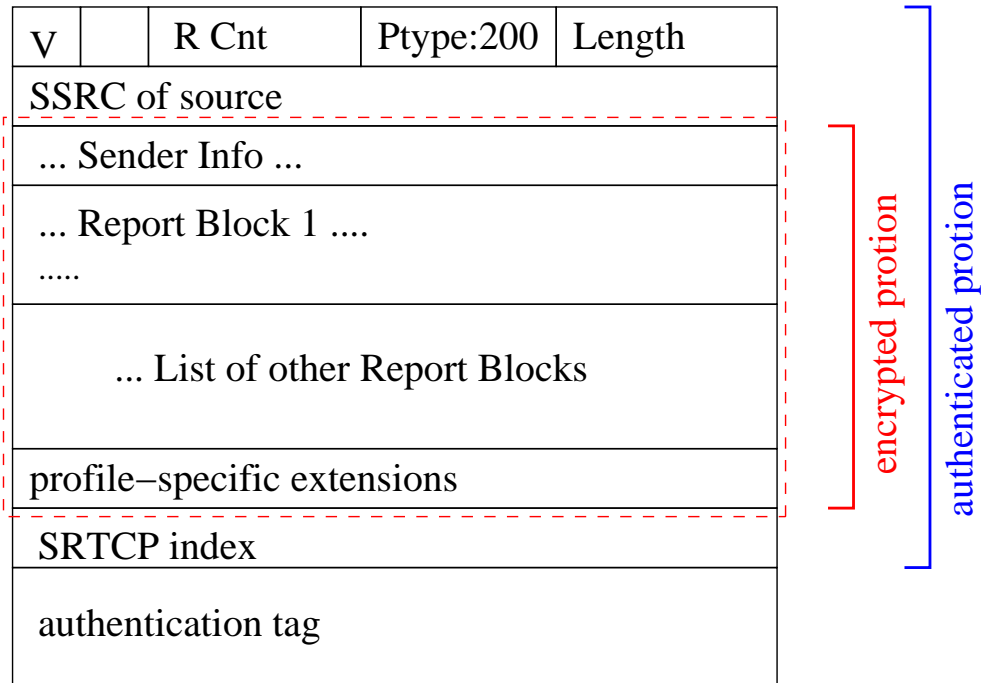 V R Cnt Ptype:200 Length
SSRC of source
... Sender Info ...
... Report Block 1 ....
.....
... List of other Report Blocks
profile−specific extensions
SRTCP index
authentication tag
encrypted protion
authenticated protion